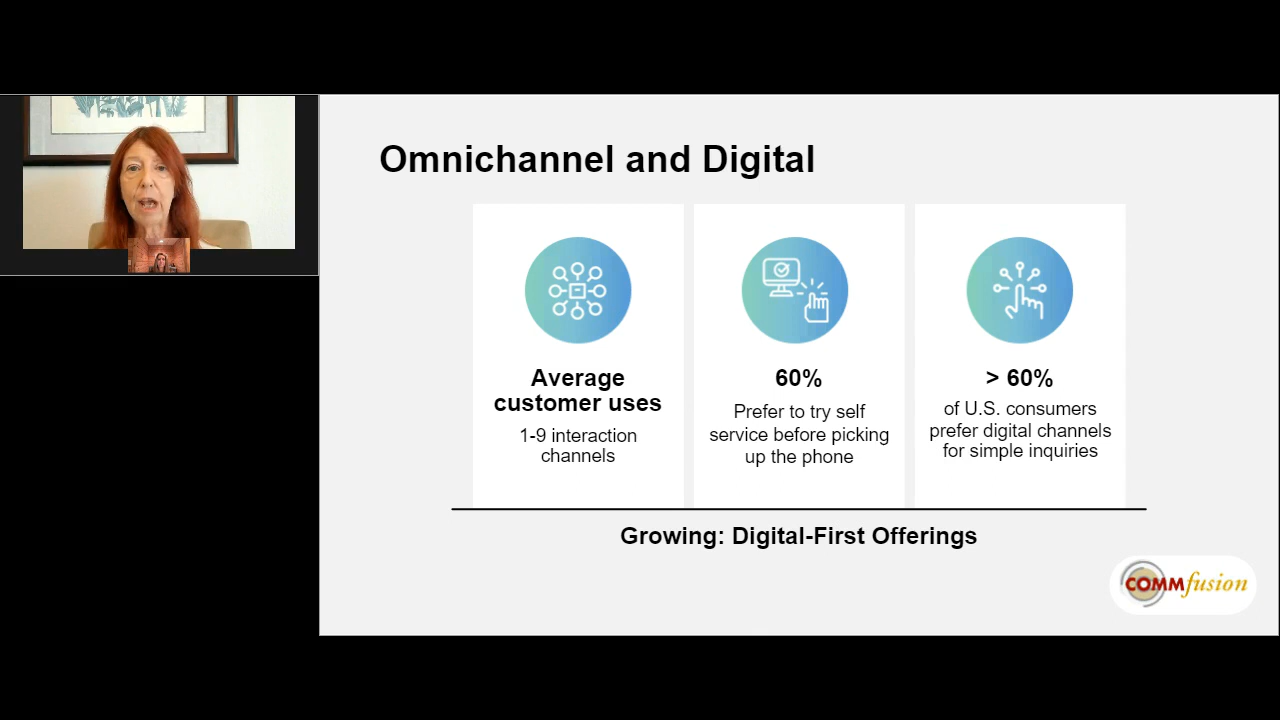 Omnichannel and Digital
Average
customer uses
1-9 interaction
channels
60%
Prefer to try self
service before picking
up the phone
> 60%
of U.S. consumers
prefer digital channels
for simple inquiries
Growing: Digital-First Offerings
COMMfusion